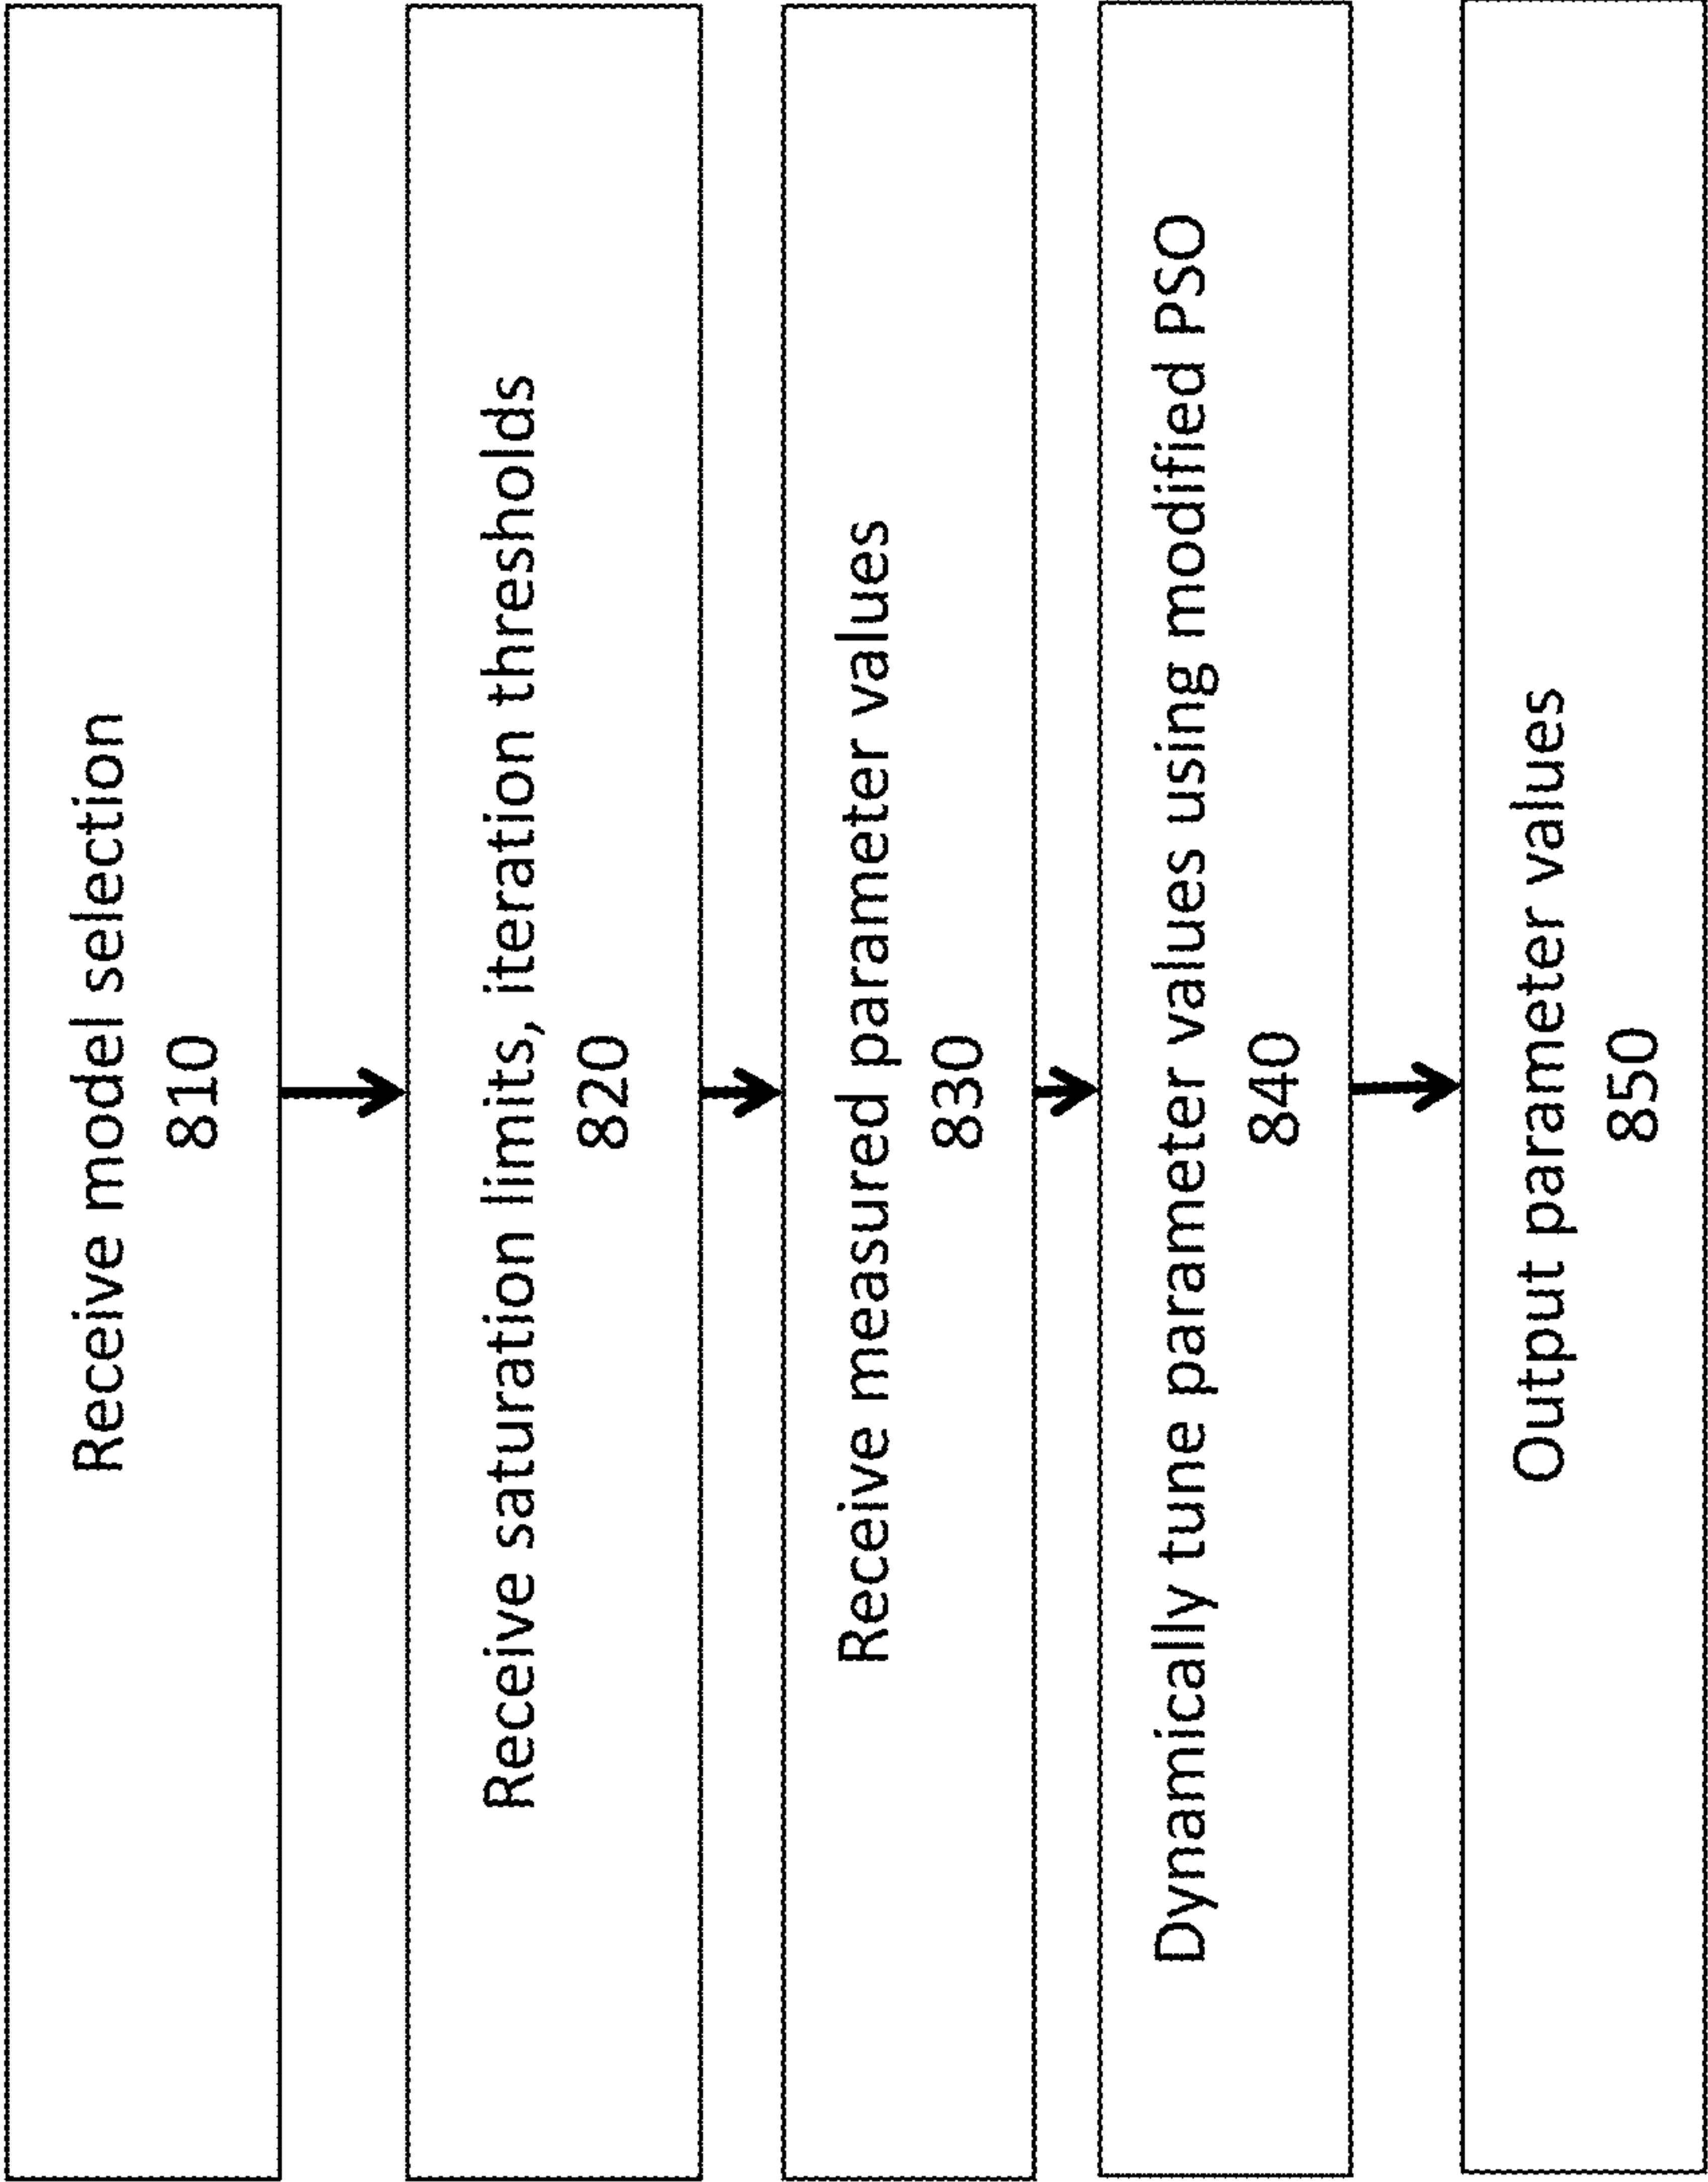 Receive model selection
810
Receive saturation limits, iteration thresholds
820
Receive measured parameter values
830
Dynamically tune parameter values using modified PSO
840
Output parameter values
850